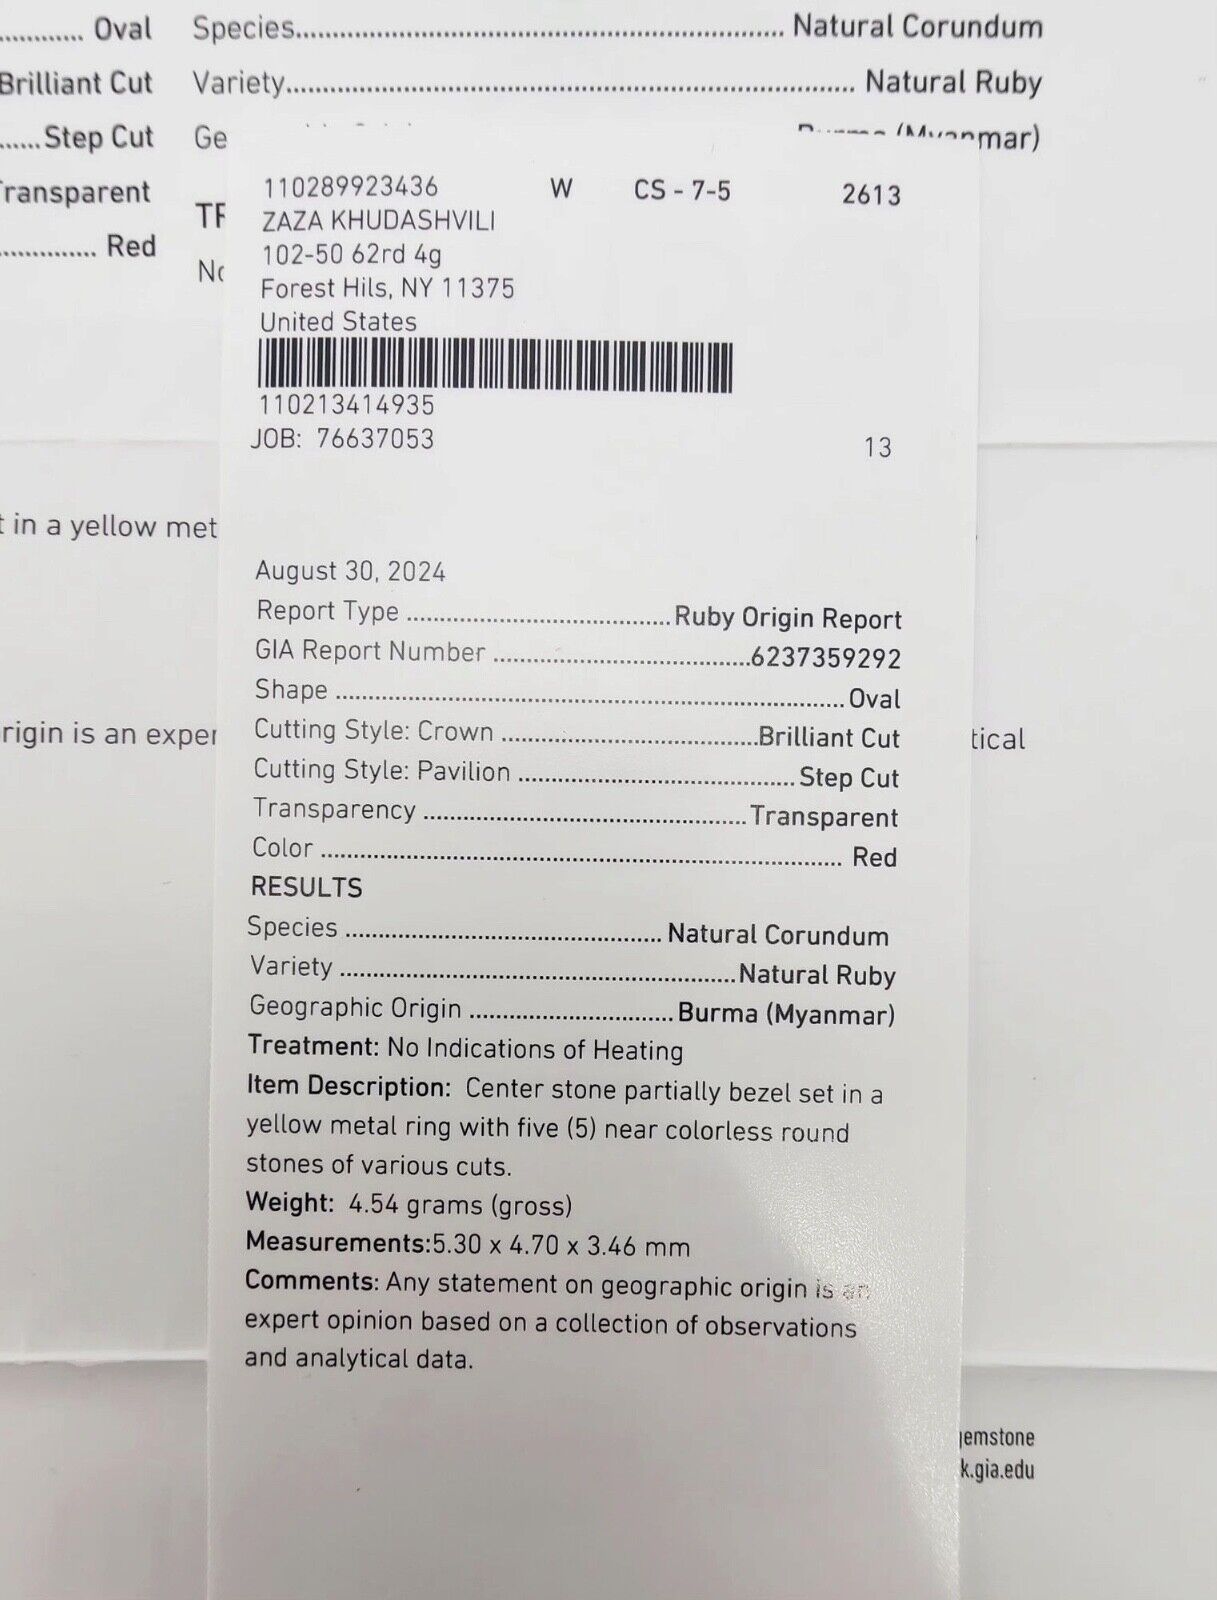 ............ Oval
Species............................................................ Natural Corundum
Brilliant Cut
Variety...................................................................... Natural Ruby
......Step Cut
Ge
(Myanmar)
Transparent
TR
.............. Red
No
110289923436 W CS - 7-5 2613
ZAZA KHUDASHVILI
102-50 62rd 4g
Forest Hils, NY 11375
United States
110213414935
JOB: 76637053 13
t in a yellow met
August 30, 2024
Report Type .................................Ruby Origin Report
GIA Report Number ................................6237359292
Shape ................................................................Oval
rigin is an exper
tical
Cutting Style: Crown ................................Brilliant Cut
Cutting Style: Pavilion ...................................Step Cut
Transparency ........................................Transparent
Color ................................................................. Red
RESULTS
Species ........................................ Natural Corundum
Variety .................................................Natural Ruby
Geographic Origin ..........................Burma (Myanmar)
Treatment: No Indications of Heating
Item Description: Center stone partially bezel set in a
yellow metal ring with five (5) near colorless round
stones of various cuts.
Weight: 4.54 grams (gross)
Measurements:5.30 x 4.70 x 3.46 mm
Comments: Any statement on geographic origin is an
expert opinion based on a collection of observations
and analytical data.
gemstone
k.gia.edu